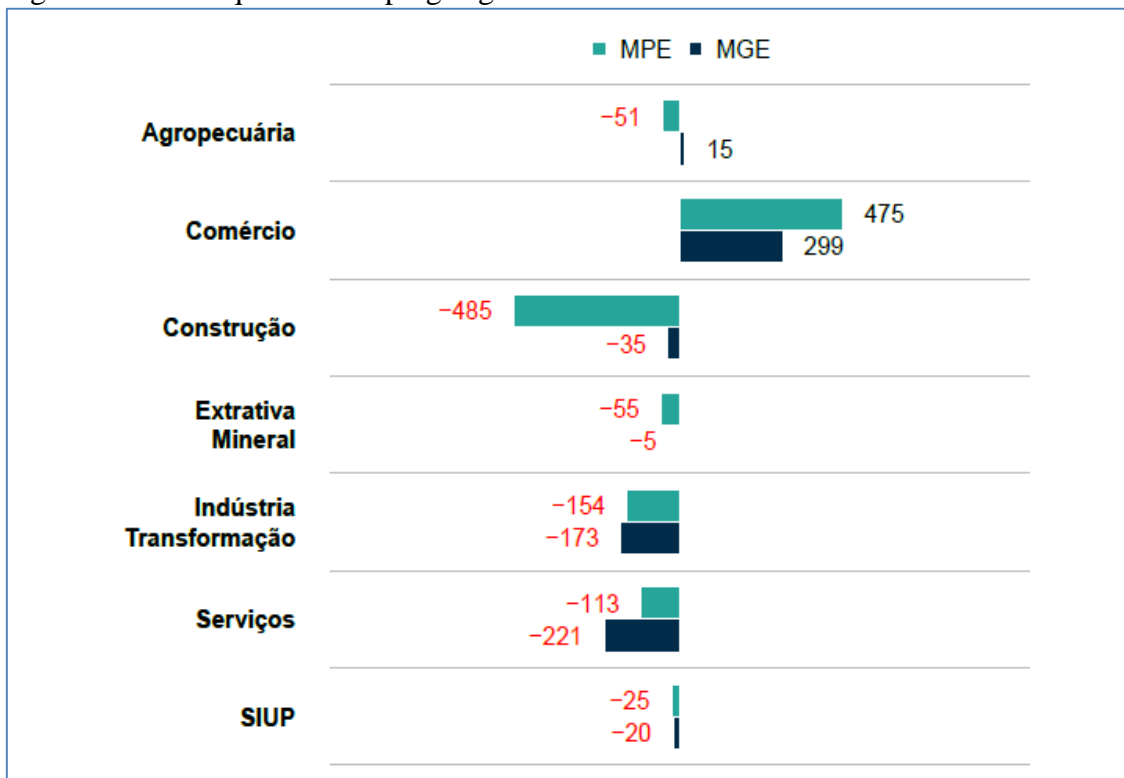 MPE MGE
Agropecuária
−51
15
Comércio
475
299
Construção
−485
−35
Extrativa
Mineral
−55
−5
Indústria
Transformação
−154
−173
Serviços
−113
−221
SIUP
−25
−20